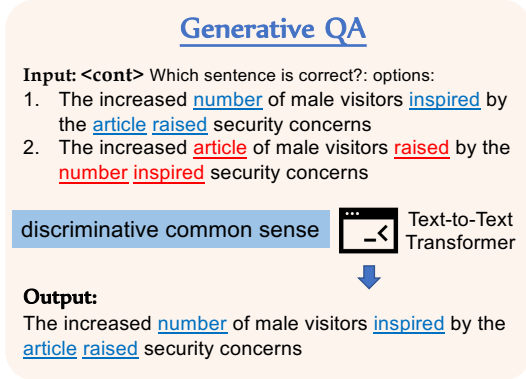 Generative QA
Input: <cont> Which sentence is correct?: options:
1. The increased number of male visitors inspired by
the article raised security concerns
2. The increased article of male visitors raised by the
number inspired security concerns
discriminative common sense
Text-to-Text
Transformer
Output:
The increased number of male visitors inspired by the
article raised security concerns